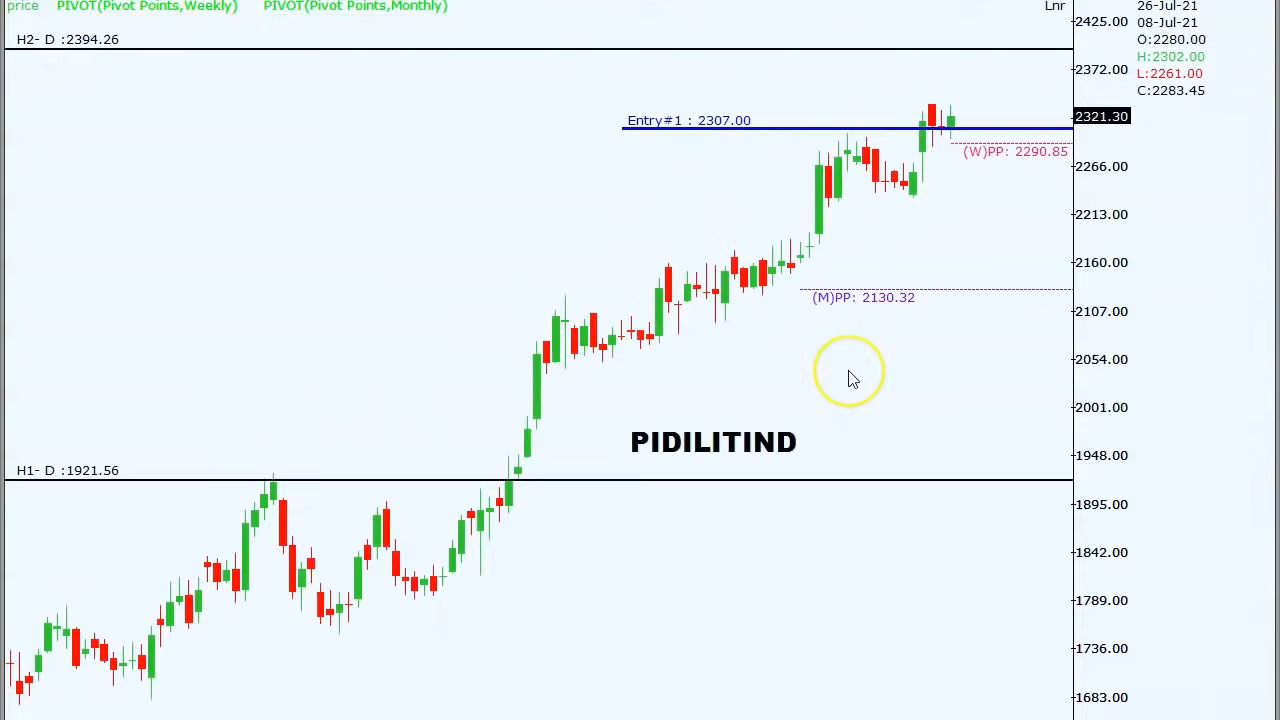 price PIVOT(Pivot Points,Weekly) PIVOT(Pivot Points,Monthly) Lnr
26-Jul-21
08-Jul-21
O:2280.00
H:2302.00
L:2261.00
C:2283.45
H2- D :2394.26
Entry#1 : 2307.00
(W)PP: 2290.85
(M)PP: 2130.32
PIDILITIND
H1- D :1921.56
2425.00
2372.00
2321.30
2266.00
2213.00
2160.00
2107.00
2054.00
2001.00
1948.00
1895.00
1842.00
1789.00
1736.00
1683.00